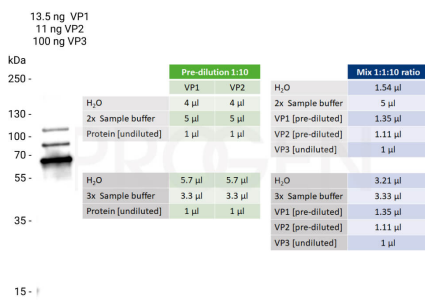 13.5 ng VP1
11 ng VP2
100 ng VP3
kDa
250 -
130 -
100 -
70 -
55 -
35 -
15 -
Pre-dilution 1:10
VP1 VP2
H₂O 4 µl 4 µl
2x Sample buffer 5 µl 5 µl
Protein [undiluted] 1 µl 1 µl
H₂O 5.7 µl 5.7 µl
3x Sample buffer 3.3 µl 3.3 µl
Protein [undiluted] 1 µl 1 µl
Mix 1:1:10 ratio
H₂O 1.54 µl
2x Sample buffer 5 µl
VP1 [pre-diluted] 1.35 µl
VP2 [pre-diluted] 1.11 µl
VP3 [undiluted] 1 µl
H₂O 3.21 µl
3x Sample buffer 3.33 µl
VP1 [pre-diluted] 1.35 µl
VP2 [pre-diluted] 1.11 µl
VP3 [undiluted] 1 µl
PROGEN